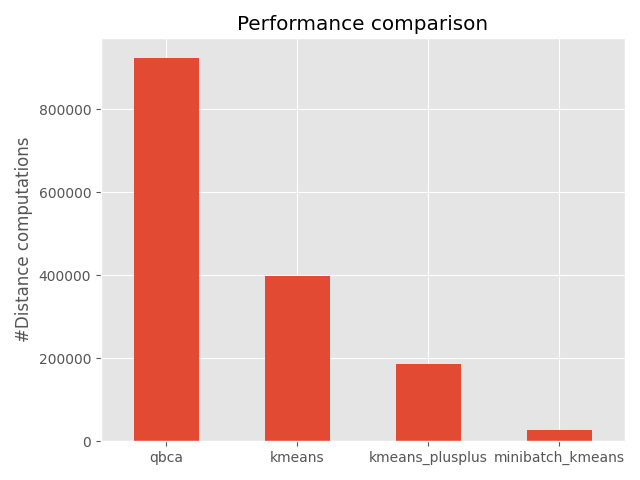 Performance comparison
#Distance computations
800000
600000
400000
200000
0
qbca
kmeans
kmeans_plusplus
minibatch_kmeans